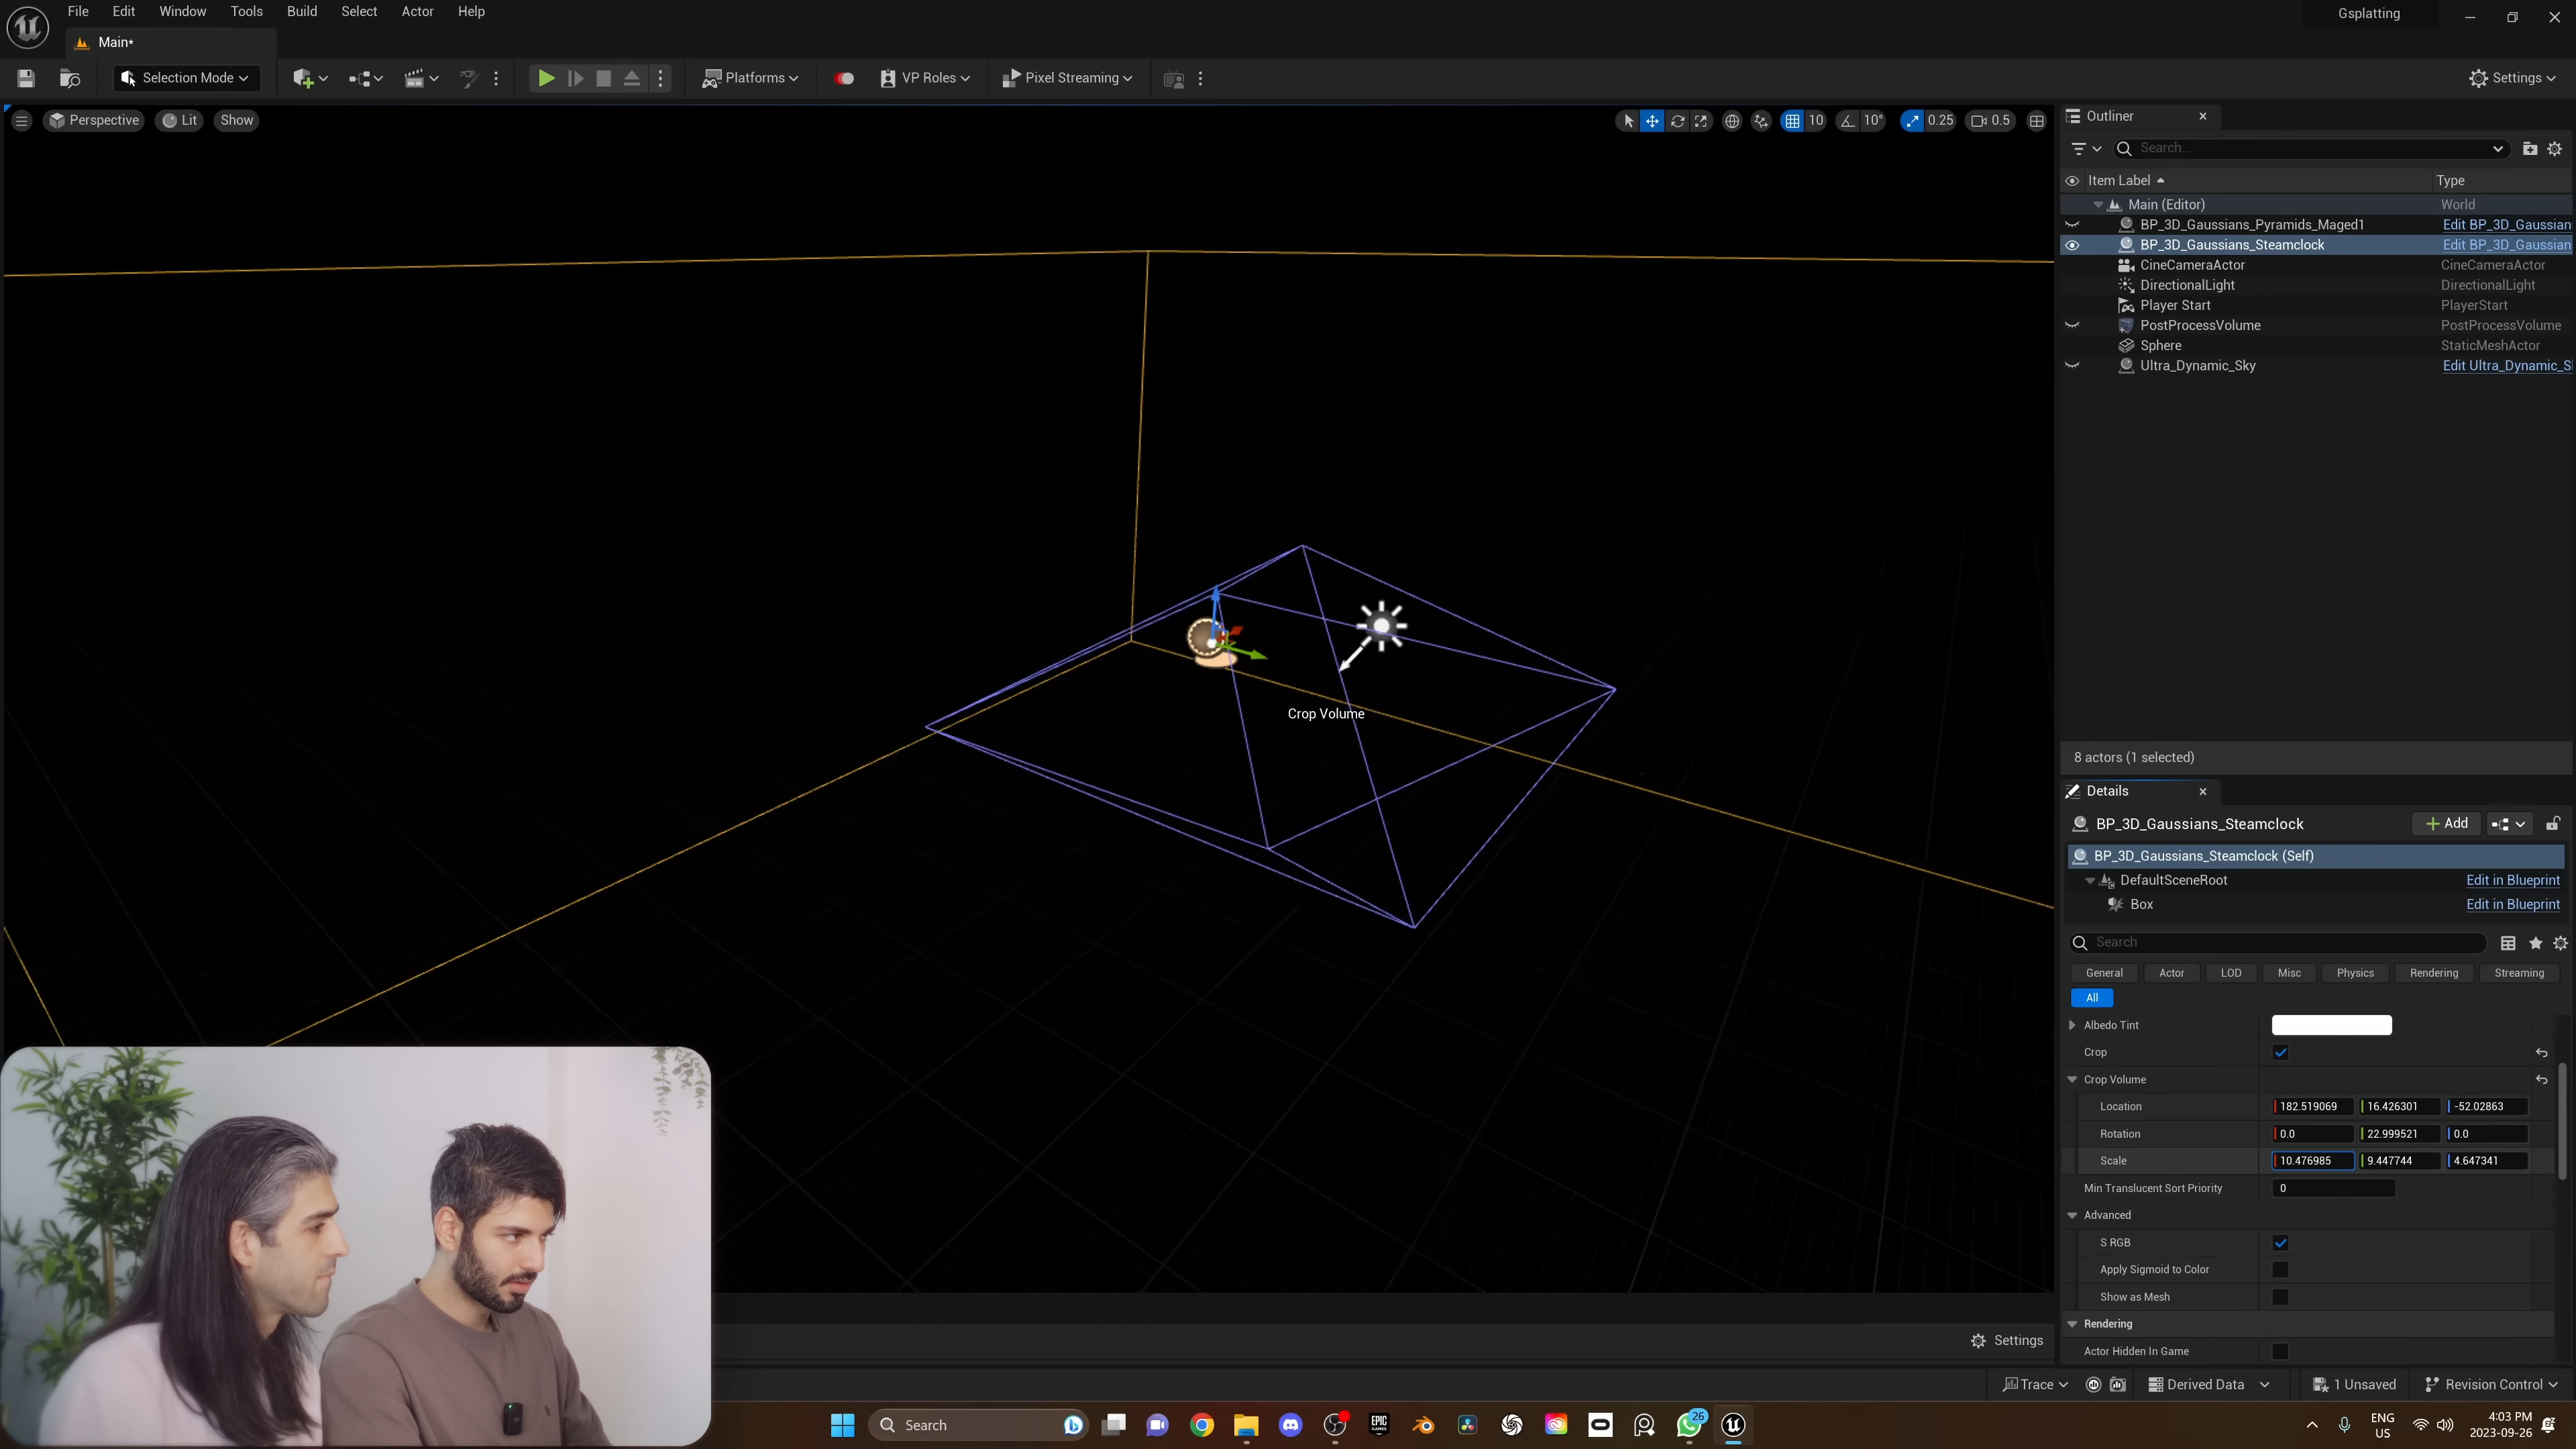 File Edit Window Tools Build Select Actor Help
Gsplatting
Main*
Selection Mode
Platforms
VP Roles
Pixel Streaming
Settings
Perspective
Lit
Show
10
10°
0.25
0.5
Outliner
Search...
Item Label
Type
Main (Editor)
World
BP_3D_Gaussians_Pyramids_Maged1
Edit BP_3D_Gaussian
BP_3D_Gaussians_Steamclock
Edit BP_3D_Gaussian
CineCameraActor
CineCameraActor
DirectionalLight
DirectionalLight
Player Start
PlayerStart
PostProcessVolume
PostProcessVolume
Sphere
StaticMeshActor
Ultra_Dynamic_Sky
Edit Ultra_Dynamic_S
8 actors (1 selected)
Crop Volume
Details
BP_3D_Gaussians_Steamclock
Add
BP_3D_Gaussians_Steamclock (Self)
DefaultSceneRoot
Edit in Blueprint
Box
Edit in Blueprint
Search
General
Actor
LOD
Misc
Physics
Rendering
Streaming
All
Albedo Tint
Crop
Crop Volume
Location 182.519069 16.426301 -52.02863
Rotation 0.0 22.999521 0.0
Scale 10.476985 9.447744 4.647341
Min Translucent Sort Priority 0
Advanced
S RGB
Apply Sigmoid to Color
Show as Mesh
Rendering
Actor Hidden In Game
Settings
Trace
Derived Data
1 Unsaved
Revision Control
Search
EPIC GAMES
26
ENG
US
4:03 PM
2023-09-26